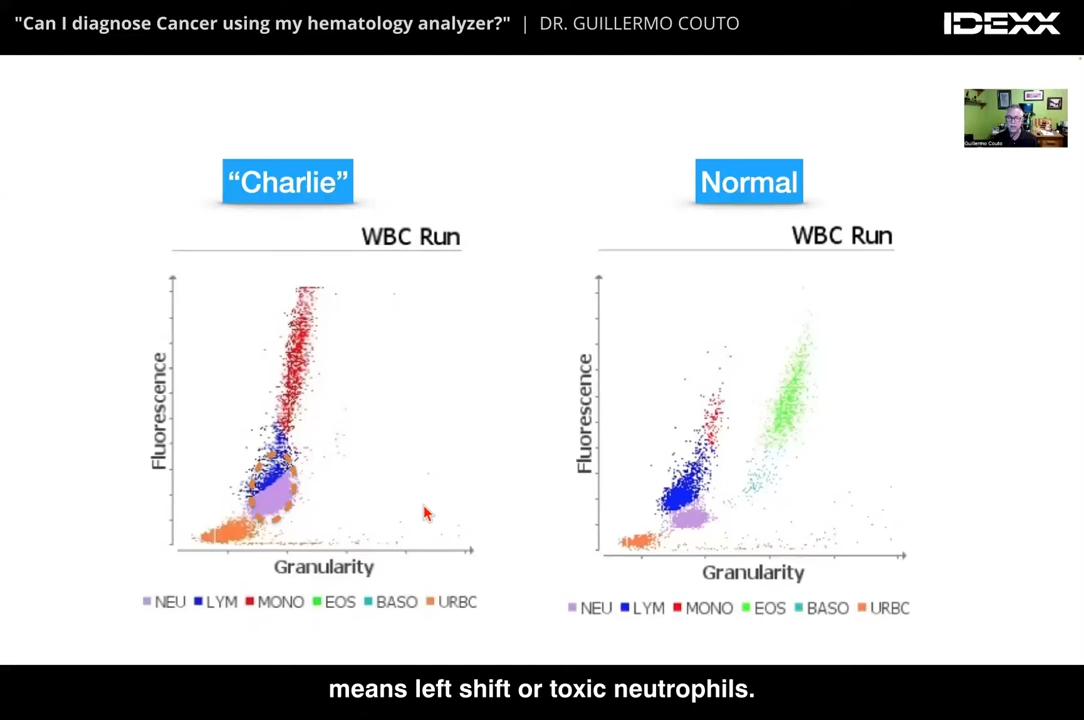 "Can I diagnose Cancer using my hematology analyzer?" | DR. GUILLERMO COUTO
IDEXX
Guillermo Couto
“Charlie”
Normal
WBC Run
WBC Run
Fluorescence
Fluorescence
Granularity
Granularity
NEU LYM MONO EOS BASO URBC
NEU LYM MONO EOS BASO URBC
means left shift or toxic neutrophils.